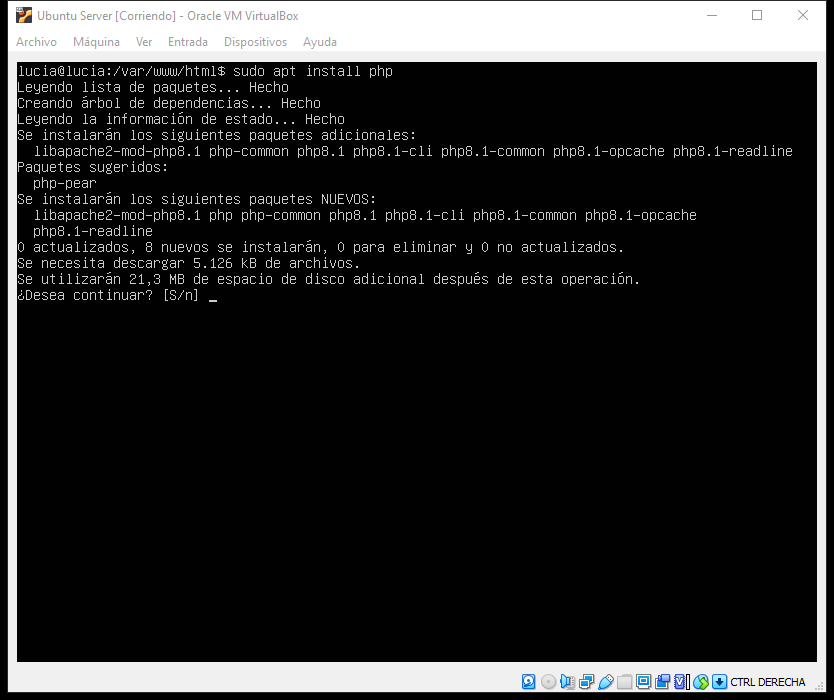 Ubuntu Server [Corriendo] - Oracle VM VirtualBox
Archivo Máquina Ver Entrada Dispositivos Ayuda
lucia@lucia:/var/www/html$ sudo apt install php
Leyendo lista de paquetes... Hecho
Creando árbol de dependencias... Hecho
Leyendo la información de estado... Hecho
Se instalarán los siguientes paquetes adicionales:
  libapache2-mod-php8.1 php-common php8.1 php8.1-cli php8.1-common php8.1-opcache php8.1-readline
Paquetes sugeridos:
  php-pear
Se instalarán los siguientes paquetes NUEVOS:
  libapache2-mod-php8.1 php php-common php8.1 php8.1-cli php8.1-common php8.1-opcache
  php8.1-readline
0 actualizados, 8 nuevos se instalarán, 0 para eliminar y 0 no actualizados.
Se necesita descargar 5.126 kB de archivos.
Se utilizarán 21,3 MB de espacio de disco adicional después de esta operación.
¿Desea continuar? [S/n] _
CTRL DERECHA